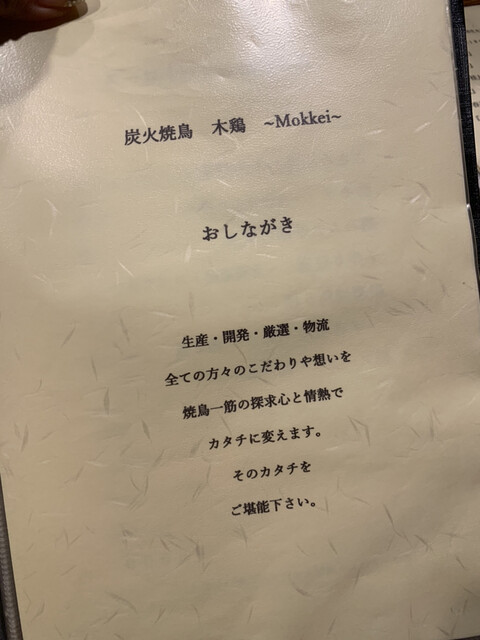 炭火焼鳥　木鶏　~Mokkei~
おしながき
生産・開発・厳選・物流
全ての方々のこだわりや想いを
焼鳥一筋の探求心と情熱で
カタチに変えます。
そのカタチを
ご堪能下さい。